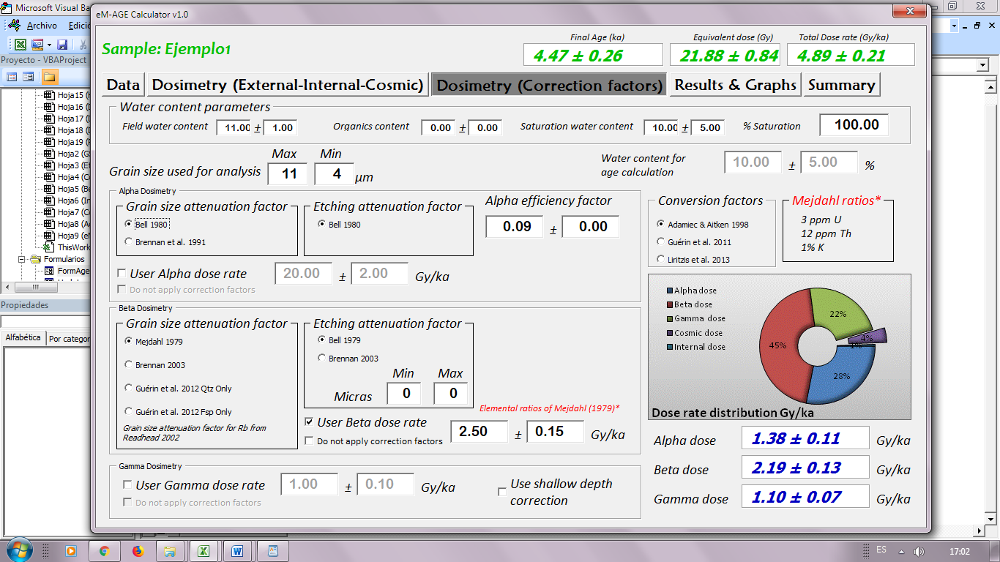 Microsoft Visual Ba
eM-AGE Calculator v1.0
Archivo Edició
Proyecto - VBAProject
Hoja15 (H
Hoja16 (D
Hoja17 (D
Hoja18 (D
Hoja19 (R
Hoja2 (GS
Hoja3 (Et
Hoja4 (Co
Hoja5 (Be
Hoja6 (In
Hoja7 (Co
Hoja8 (Ag
Hoja9 (eM
ThisWork
Formularios
FormAge
Propiedades
Alfabética Por categor
Sample: Ejemplo1
Final Age (ka) Equivalent dose (Gy) Total Dose rate (Gy/ka)
4.47 ± 0.26 21.88 ± 0.84 4.89 ± 0.21
Data Dosimetry (External-Internal-Cosmic) Dosimetry (Correction factors) Results & Graphs Summary
Water content parameters
Field water content 11.00 ± 1.00 Organics content 0.00 ± 0.00 Saturation water content 10.00 ± 5.00 % Saturation 100.00
Max Min
Grain size used for analysis 11 4 µm
Water content for
age calculation 10.00 ± 5.00 %
Alpha Dosimetry
Grain size attenuation factor
Bell 1980
Brennan et al. 1991
Etching attenuation factor
Bell 1980
Alpha efficiency factor
0.09 ± 0.00
User Alpha dose rate 20.00 ± 2.00 Gy/ka
Do not apply correction factors
Conversion factors
Adamiec & Aitken 1998
Guérin et al. 2011
Liritzis et al. 2013
Mejdahl ratios*
3 ppm U
12 ppm Th
1% K
Beta Dosimetry
Grain size attenuation factor
Mejdahl 1979
Brennan 2003
Guérin et al. 2012 Qtz Only
Guérin et al. 2012 Fsp Only
Grain size attenuation factor for Rb from
Readhead 2002
Etching attenuation factor
Bell 1979
Brennan 2003
Min Max
Micras 0 0
Elemental ratios of Mejdahl (1979)*
User Beta dose rate 2.50 ± 0.15 Gy/ka
Do not apply correction factors
Gamma Dosimetry
User Gamma dose rate 1.00 ± 0.10 Gy/ka
Do not apply correction factors
Use shallow depth
correction
Alpha dose
Beta dose
Gamma dose
Cosmic dose
Internal dose
22%
4%
45%
28%
Dose rate distribution Gy/ka
Alpha dose 1.38 ± 0.11 Gy/ka
Beta dose 2.19 ± 0.13 Gy/ka
Gamma dose 1.10 ± 0.07 Gy/ka
ES 17:02